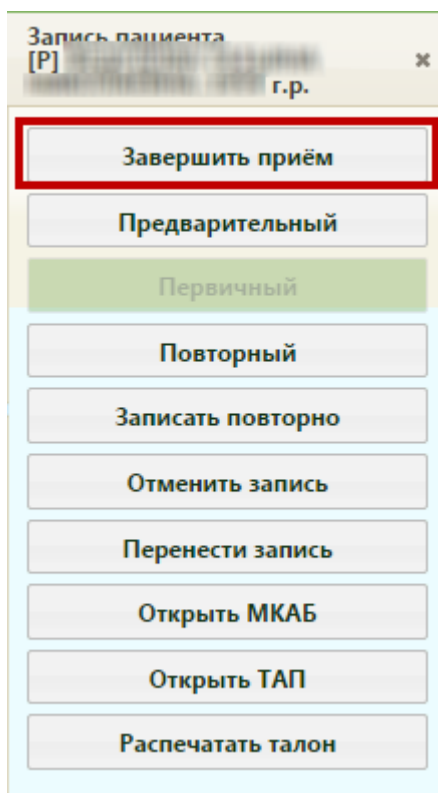 Запись пациента
[Р]
г.р.
Завершить приём
Предварительный
Первичный
Повторный
Записать повторно
Отменить запись
Перенести запись
Открыть МКАБ
Открыть ТАП
Распечатать талон